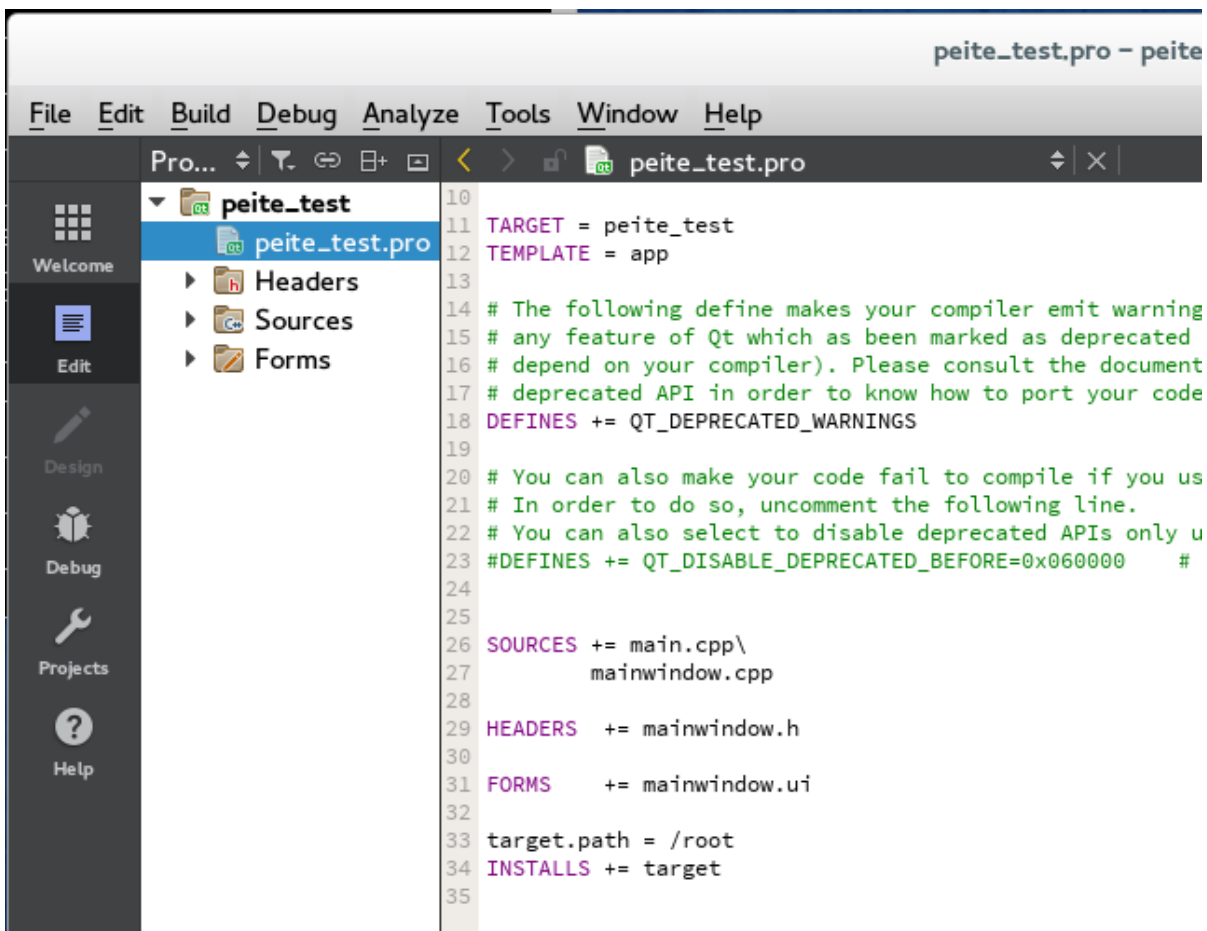 peite_test.pro – peite
File Edit Build Debug Analyze Tools Window Help
Pro... peite_test.pro
Welcome
Edit
Design
Debug
Projects
Help
peite_test
peite_test.pro
Headers
Sources
Forms
10
11 TARGET = peite_test
12 TEMPLATE = app
13
14 # The following define makes your compiler emit warning
15 # any feature of Qt which as been marked as deprecated
16 # depend on your compiler). Please consult the document
17 # deprecated API in order to know how to port your code
18 DEFINES += QT_DEPRECATED_WARNINGS
19
20 # You can also make your code fail to compile if you us
21 # In order to do so, uncomment the following line.
22 # You can also select to disable deprecated APIs only u
23 #DEFINES += QT_DISABLE_DEPRECATED_BEFORE=0x060000    #
24
25
26 SOURCES += main.cpp\
27         mainwindow.cpp
28
29 HEADERS  += mainwindow.h
30
31 FORMS    += mainwindow.ui
32
33 target.path = /root
34 INSTALLS += target
35